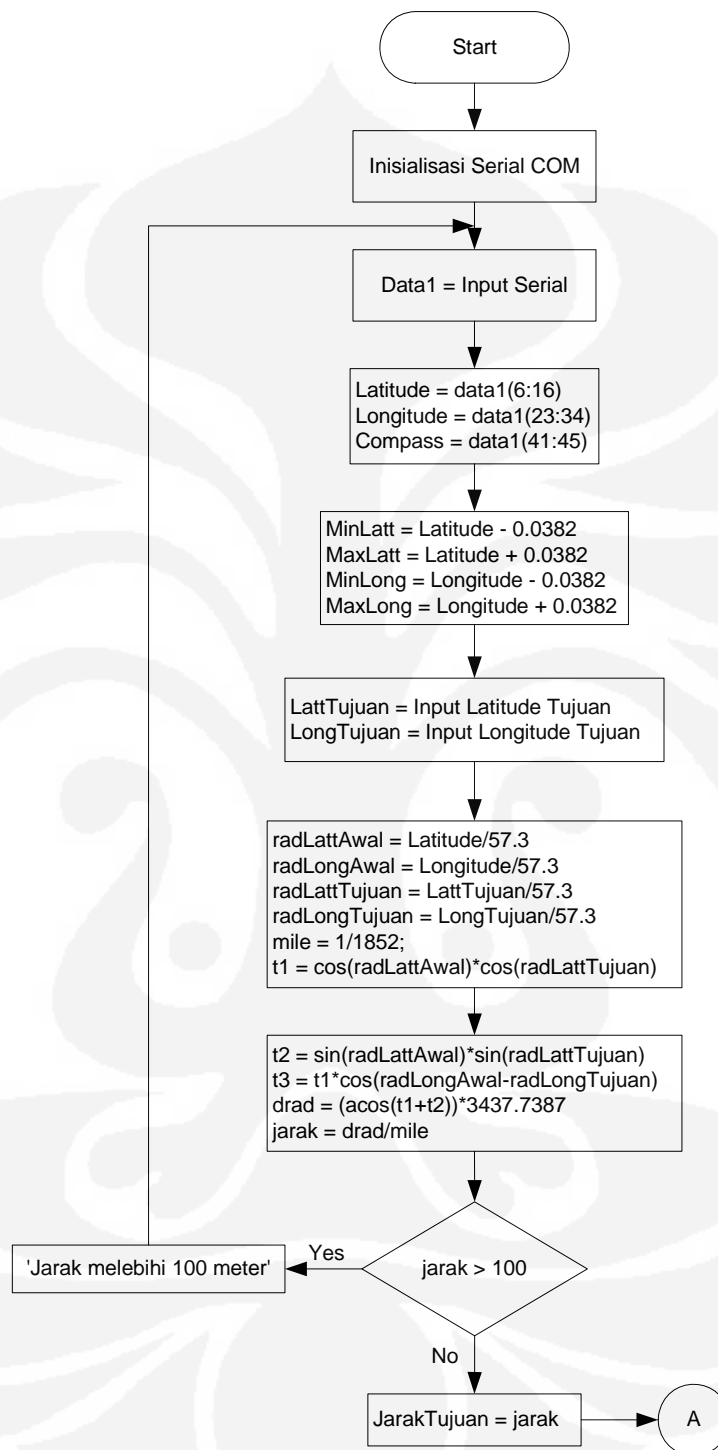 Start
Inisialisasi Serial COM
Data1 = Input Serial
Latitude = data1(6:16)
Longitude = data1(23:34)
Compass = data1(41:45)
MinLatt = Latitude - 0.0382
MaxLatt = Latitude + 0.0382
MinLong = Longitude - 0.0382
MaxLong = Longitude + 0.0382
LattTujuan = Input Latitude Tujuan
LongTujuan = Input Longitude Tujuan
radLattAwal = Latitude/57.3
radLongAwal = Longitude/57.3
radLattTujuan = LattTujuan/57.3
radLongTujuan = LongTujuan/57.3
mile = 1/1852;
t1 = cos(radLattAwal)*cos(radLattTujuan)
t2 = sin(radLattAwal)*sin(radLattTujuan)
t3 = t1*cos(radLongAwal-radLongTujuan)
drad = (acos(t1+t2))*3437.7387
jarak = drad/mile
jarak > 100
Yes
'Jarak melebihi 100 meter'
No
JarakTujuan = jarak
A